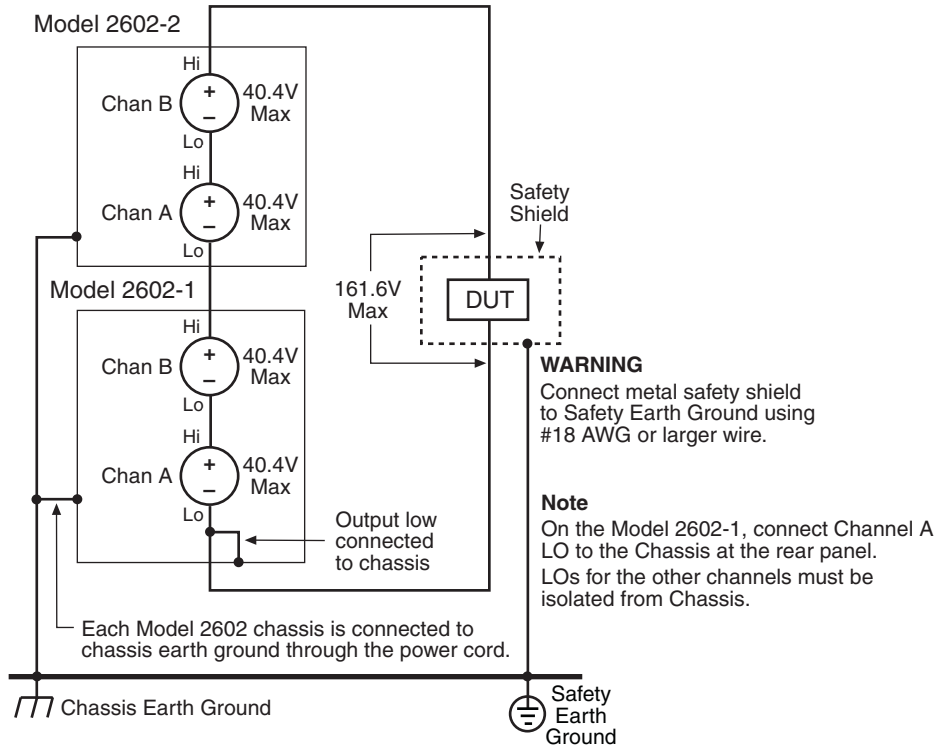 Model 2602-2
Hi
Chan B
+
–
40.4V
Max
Lo
Hi
Chan A
+
–
40.4V
Max
Lo
Model 2602-1
Hi
Chan B
+
–
40.4V
Max
Lo
Hi
Chan A
+
–
40.4V
Max
Lo
Output low
connected
to chassis
161.6V
Max
Safety
Shield
DUT
WARNING
Connect metal safety shield
to Safety Earth Ground using
#18 AWG or larger wire.
Note
On the Model 2602-1, connect Channel A
LO to the Chassis at the rear panel.
LOs for the other channels must be
isolated from Chassis.
Each Model 2602 chassis is connected to
chassis earth ground through the power cord.
Chassis Earth Ground
Safety
Earth
Ground